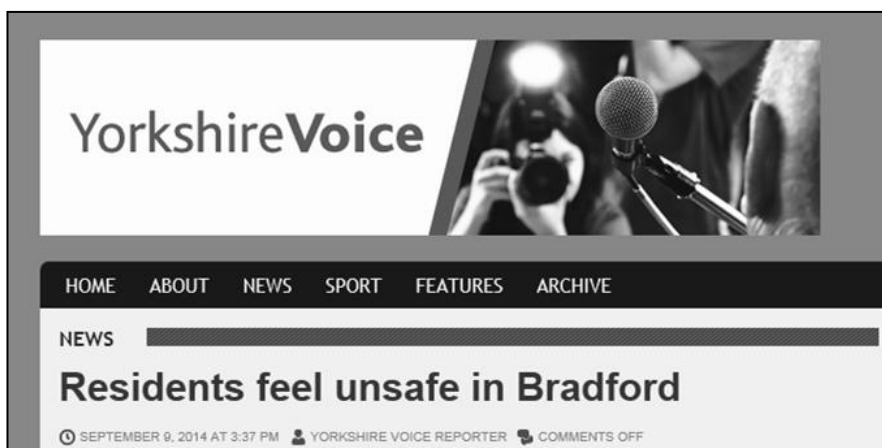 YorkshireVoice
HOME ABOUT NEWS SPORT FEATURES ARCHIVE
NEWS
Residents feel unsafe in Bradford
SEPTEMBER 9, 2014 AT 3:37 PM YORKSHIRE VOICE REPORTER COMMENTS OFF